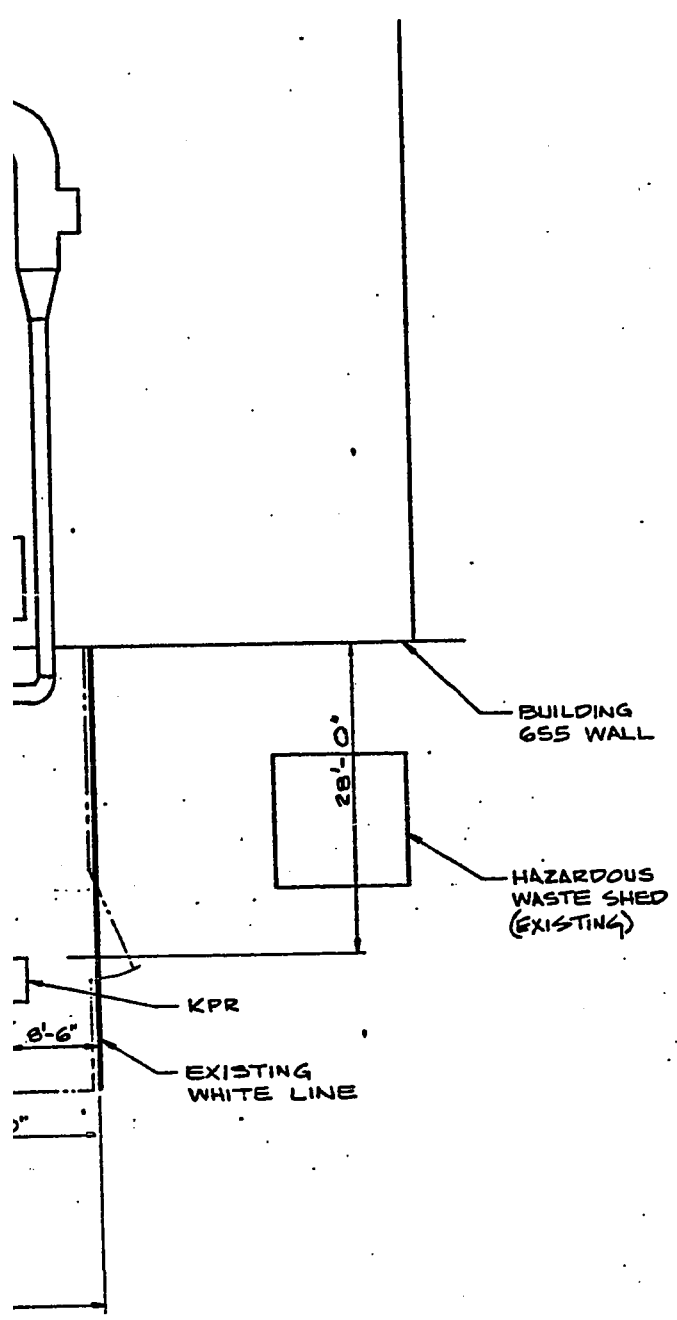 BUILDING
655 WALL
28'-0"
HAZARDOUS
WASTE SHED
(EXISTING)
KPR
8'-6"
EXISTING
WHITE LINE